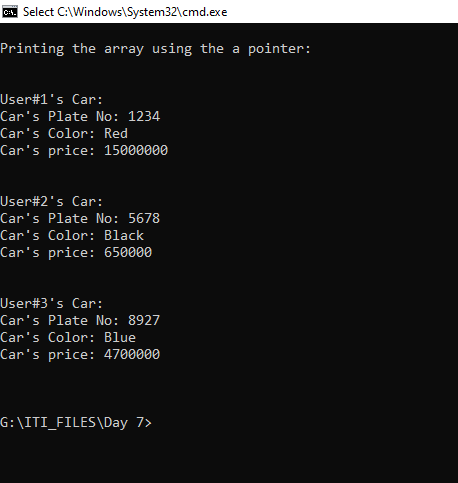 Select C:\Windows\System32\cmd.exe
Printing the array using the a pointer:
User#1's Car:
Car's Plate No: 1234
Car's Color: Red
Car's price: 15000000
User#2's Car:
Car's Plate No: 5678
Car's Color: Black
Car's price: 650000
User#3's Car:
Car's Plate No: 8927
Car's Color: Blue
Car's price: 4700000
G:\ITI_FILES\Day 7>